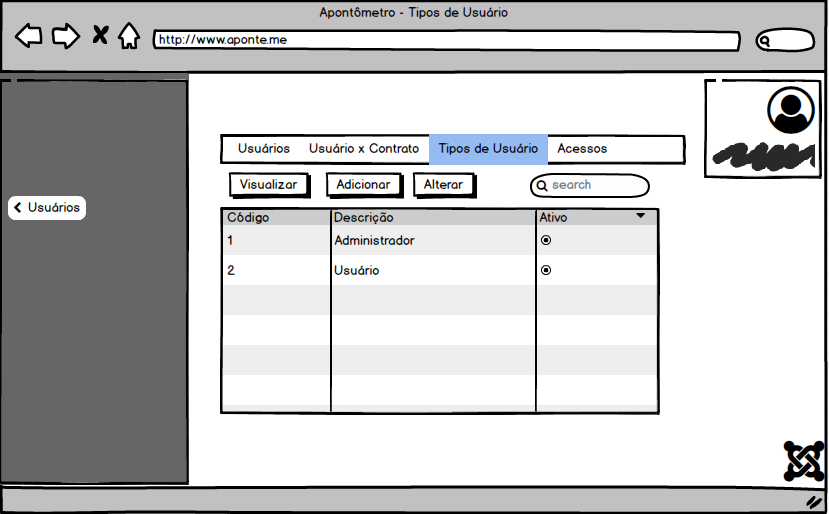 Apontômetro - Tipos de Usuário
http://www.aponte.me
Usuários Usuário x Contrato Tipos de Usuário Acessos
Visualizar Adicionar Alterar search
Usuários
Código Descrição Ativo
1 Administrador
2 Usuário